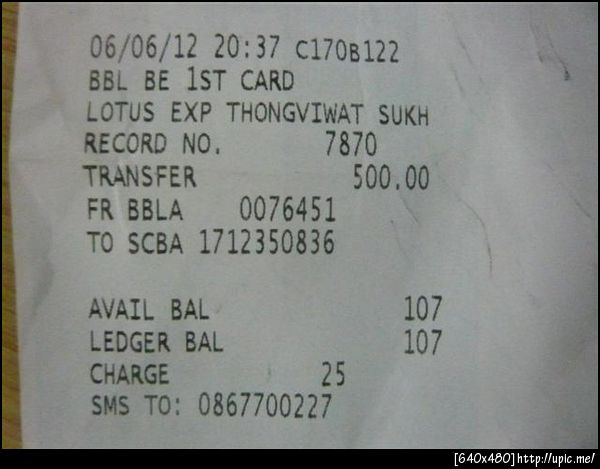 06/06/12 20:37 C170B122
BBL BE 1ST CARD
LOTUS EXP THONGVIWAT SUKH
RECORD NO. 7870
TRANSFER 500.00
FR BBLA 0076451
TO SCBA 1712350836
AVAIL BAL 107
LEDGER BAL 107
CHARGE 25
SMS TO: 0867700227
[640x480]http://upic.me/